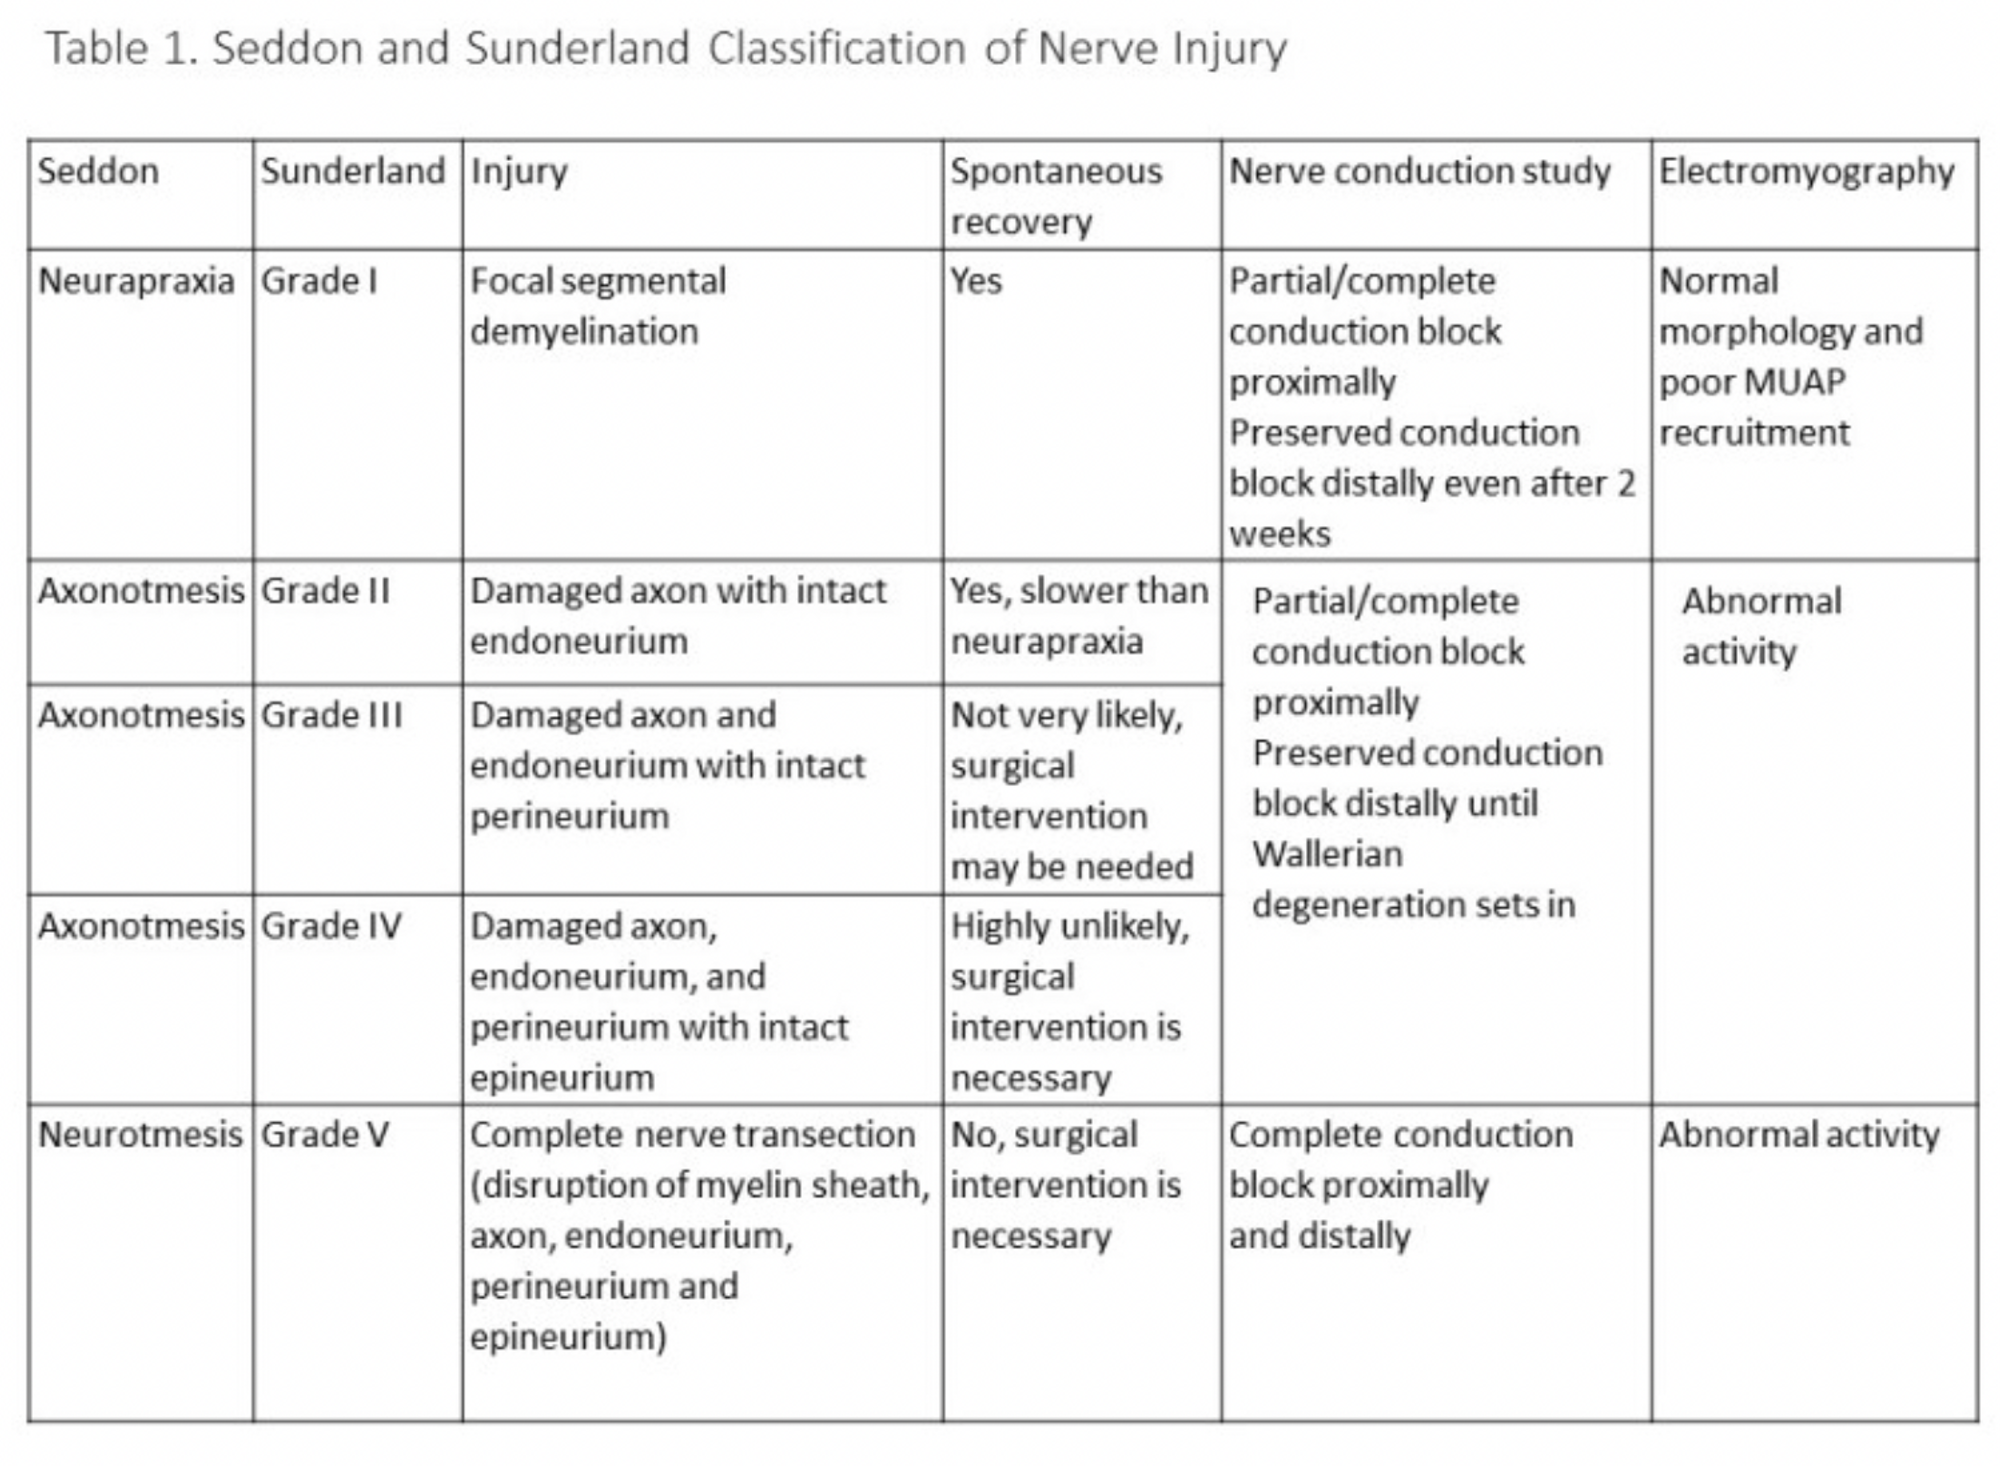 Table 1. Seddon and Sunderland Classification of Nerve Injury
Seddon
Sunderland
Injury
Spontaneous
recovery
Nerve conduction study
Electromyography
Neurapraxia
Grade I
Focal segmental
demyelination
Yes
Partial/complete
conduction block
proximally
Preserved conduction
block distally even after 2
weeks
Normal
morphology and
poor MUAP
recruitment
Axonotmesis
Grade II
Damaged axon with intact
endoneurium
Yes, slower than
neurapraxia
Partial/complete
conduction block
proximally
Preserved conduction
block distally until
Wallerian
degeneration sets in
Abnormal
activity
Axonotmesis
Grade III
Damaged axon and
endoneurium with intact
perineurium
Not very likely,
surgical
intervention
may be needed
Axonotmesis
Grade IV
Damaged axon,
endoneurium, and
perineurium with intact
epineurium
Highly unlikely,
surgical
intervention is
necessary
Neurotmesis
Grade V
Complete nerve transection
(disruption of myelin sheath,
axon, endoneurium,
perineurium and
epineurium)
No, surgical
intervention is
necessary
Complete conduction
block proximally
and distally
Abnormal activity